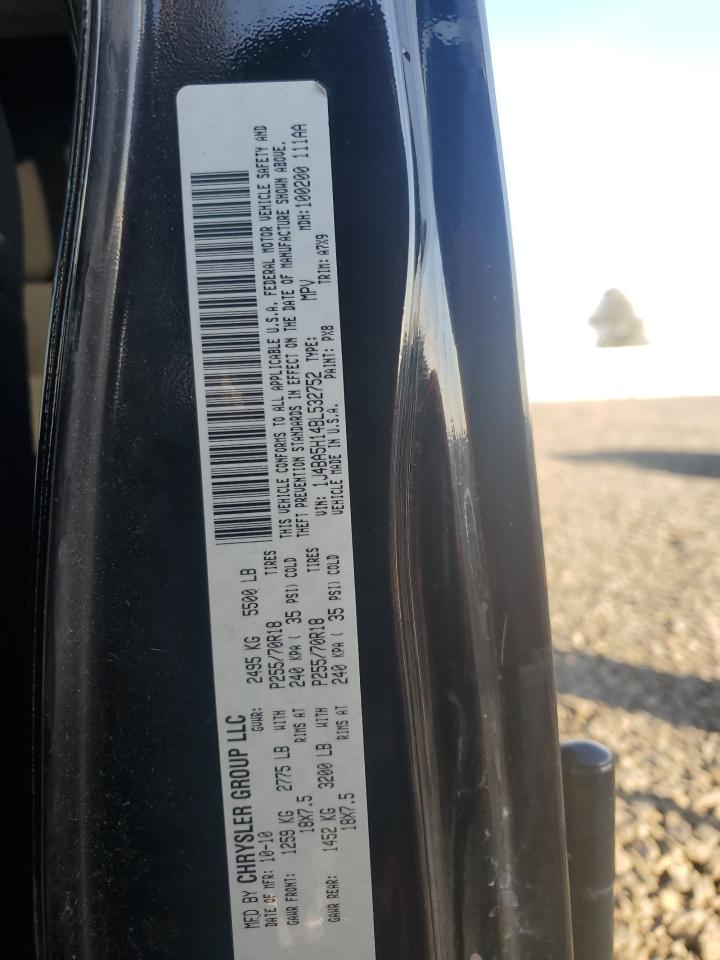 MFD BY CHRYSLER GROUP LLC
DATE OF MFR: 10-10 GVWR: 2495 KG 5500 LB
GAWR FRONT: 1259 KG 2775 LB WITH P255/70R18 TIRES
18X7.5 RIMS AT 240 KPA ( 35 PSI) COLD
GAWR REAR: 1452 KG 3200 LB WITH P255/70R18 TIRES
18X7.5 RIMS AT 240 KPA ( 35 PSI) COLD
THIS VEHICLE CONFORMS TO ALL APPLICABLE U.S.A. FEDERAL MOTOR VEHICLE SAFETY AND
THEFT PREVENTION STANDARDS IN EFFECT ON THE DATE OF MANUFACTURE SHOWN ABOVE.
VIN: 1J4BA5H14BL532752 TYPE: MPV MDH: 100200 111AA
VEHICLE MADE IN U.S.A. PAINT: PX8 TRIM: A7X9